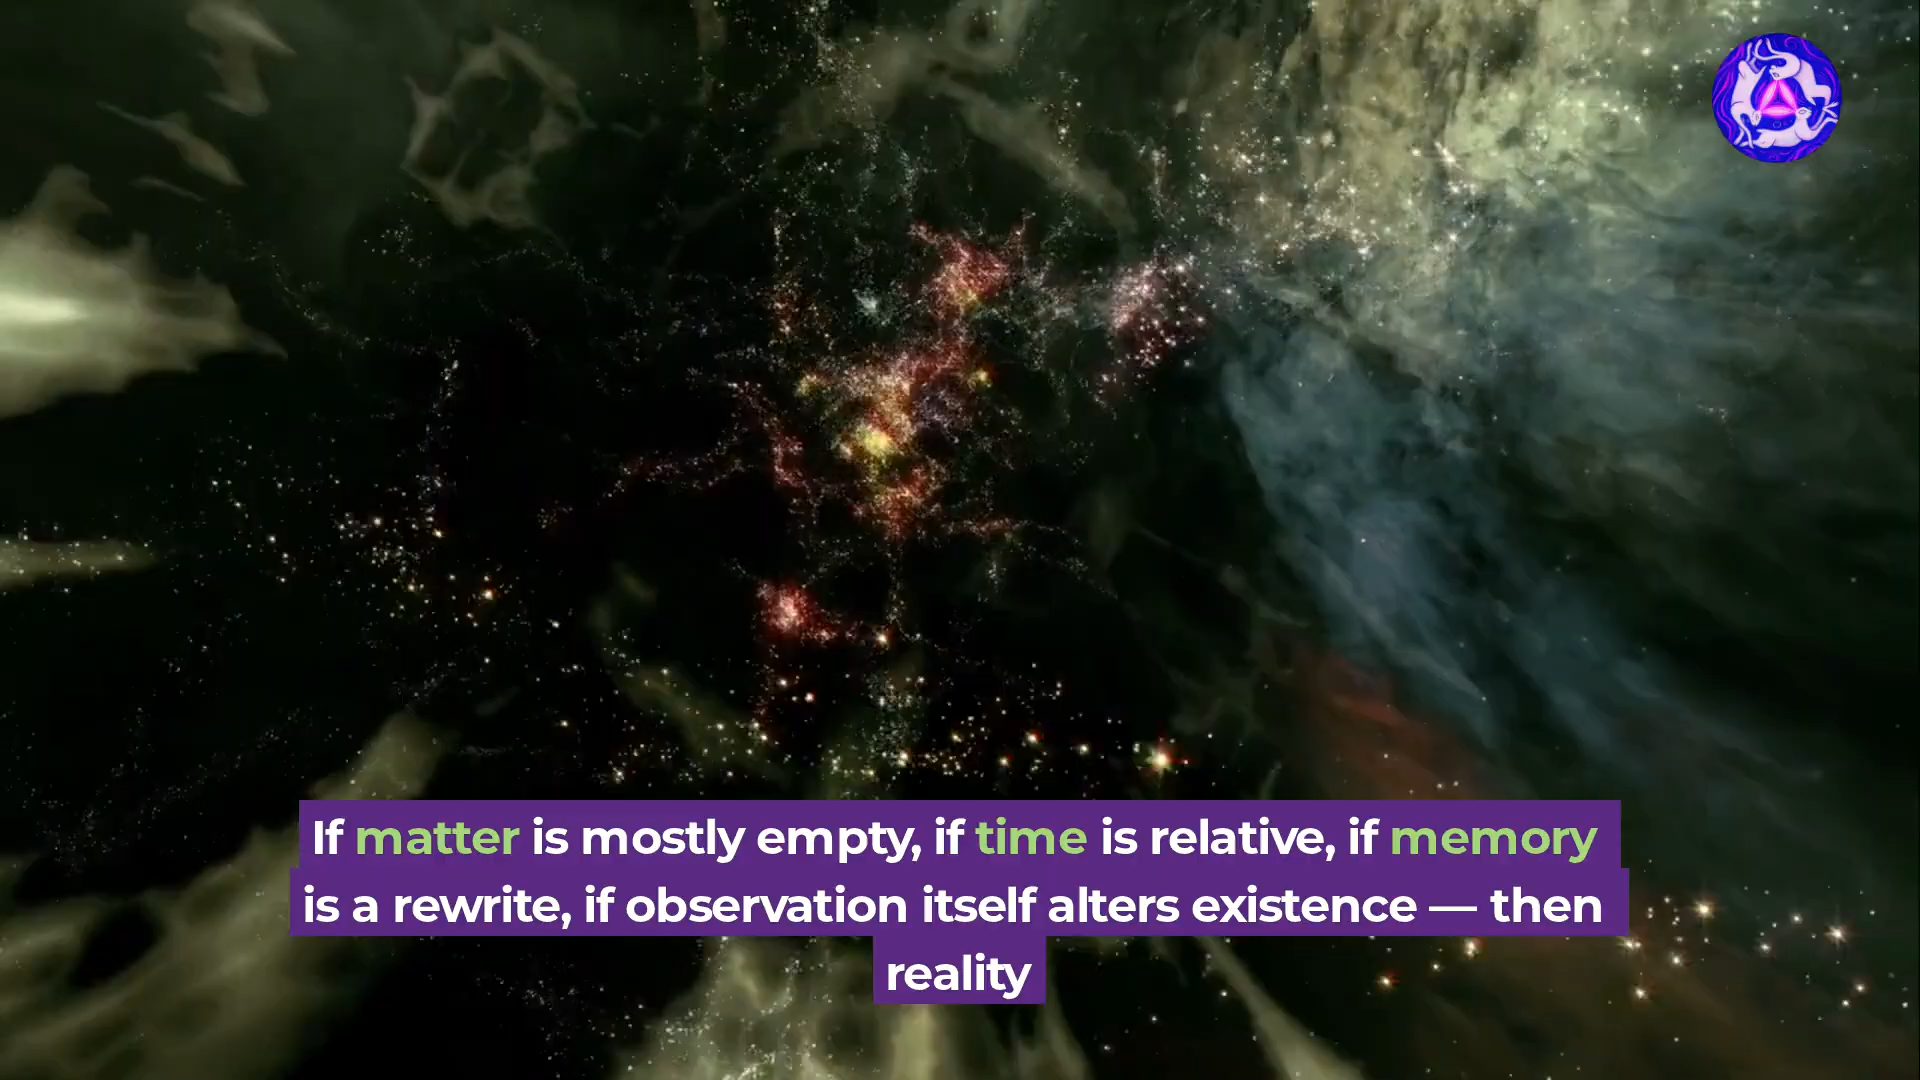 If matter is mostly empty, if time is relative, if memory
is a rewrite, if observation itself alters existence — then
reality